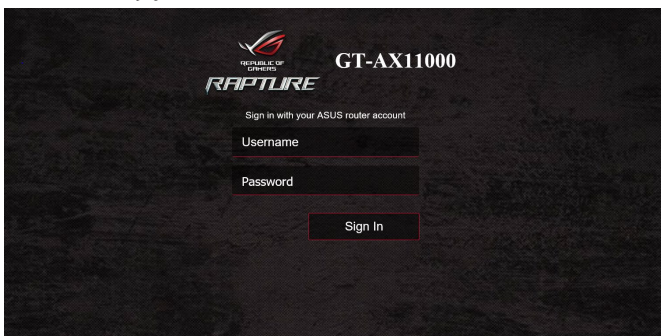 REPUBLIC OF
GAMERS
RAPTURE
GT-AX11000
Sign in with your ASUS router account
Username
Password
Sign In